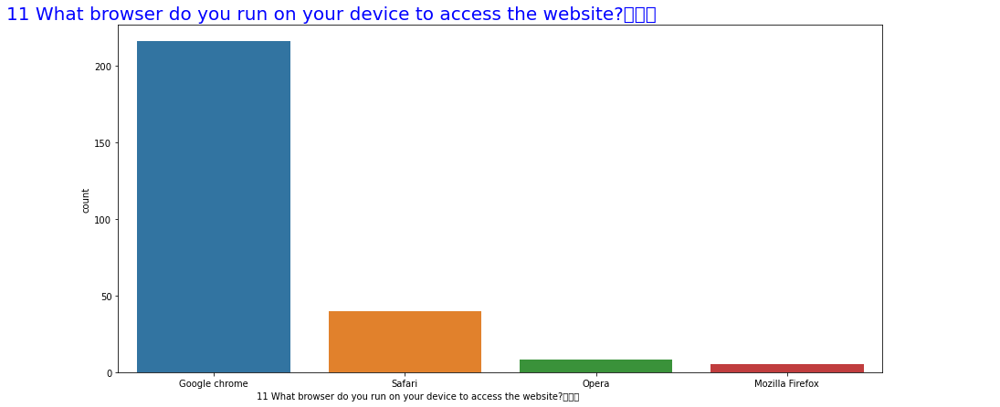 11 What browser do you run on your device to access the website?
200
150
100
50
0
count
Google chrome Safari Opera Mozilla Firefox
11 What browser do you run on your device to access the website?